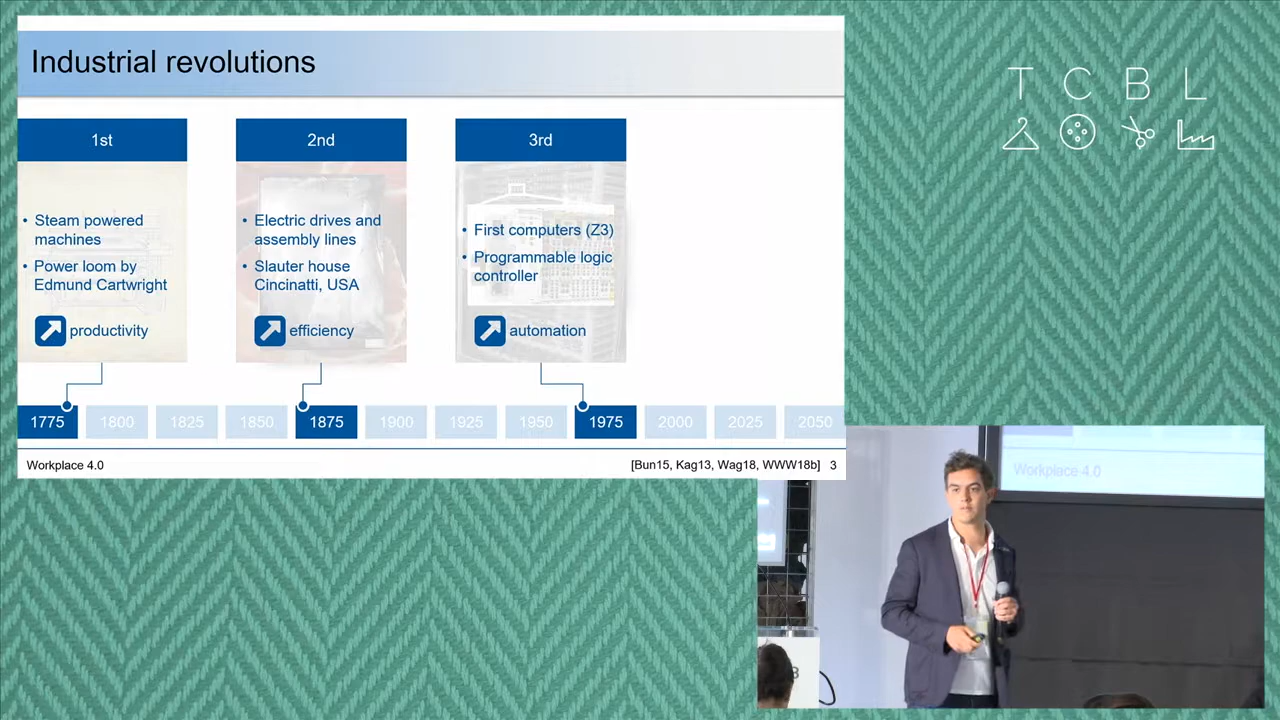 Industrial revolutions
T C B L
1st
2nd
3rd
• Steam powered
machines
• Power loom by
Edmund Cartwright
productivity
• Electric drives and
assembly lines
• Slauter house
Cincinatti, USA
efficiency
• First computers (Z3)
• Programmable logic
controller
automation
1775 1800 1825 1850 1875 1900 1925 1950 1975 2000 2025 2050
Workplace 4.0
[Bun15, Kag13, Wag18, WWW18b] 3
Workplace 4.0